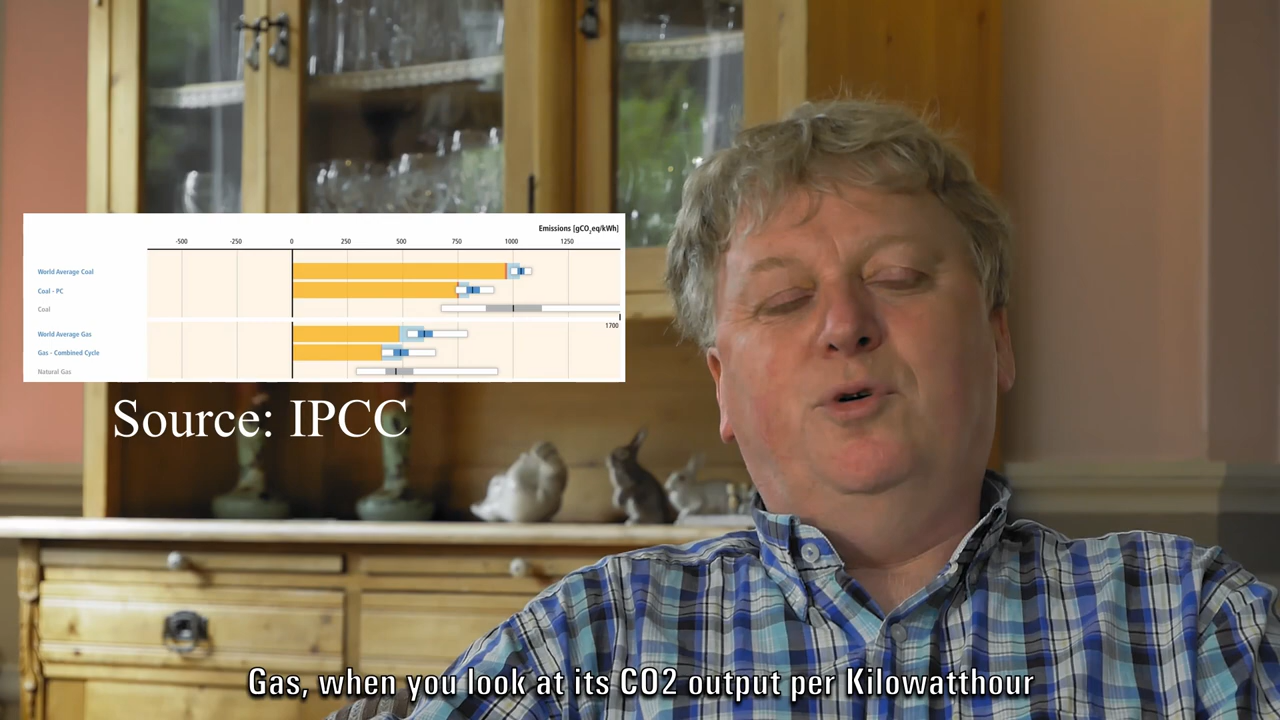 Emissions [gCO2eq/kWh]
-500 -250 0 250 500 750 1000 1250
World Average Coal
Coal - PC
Coal
1700
World Average Gas
Gas - Combined Cycle
Natural Gas
Source: IPCC
Gas, when you look at its CO2 output per Kilowatthour